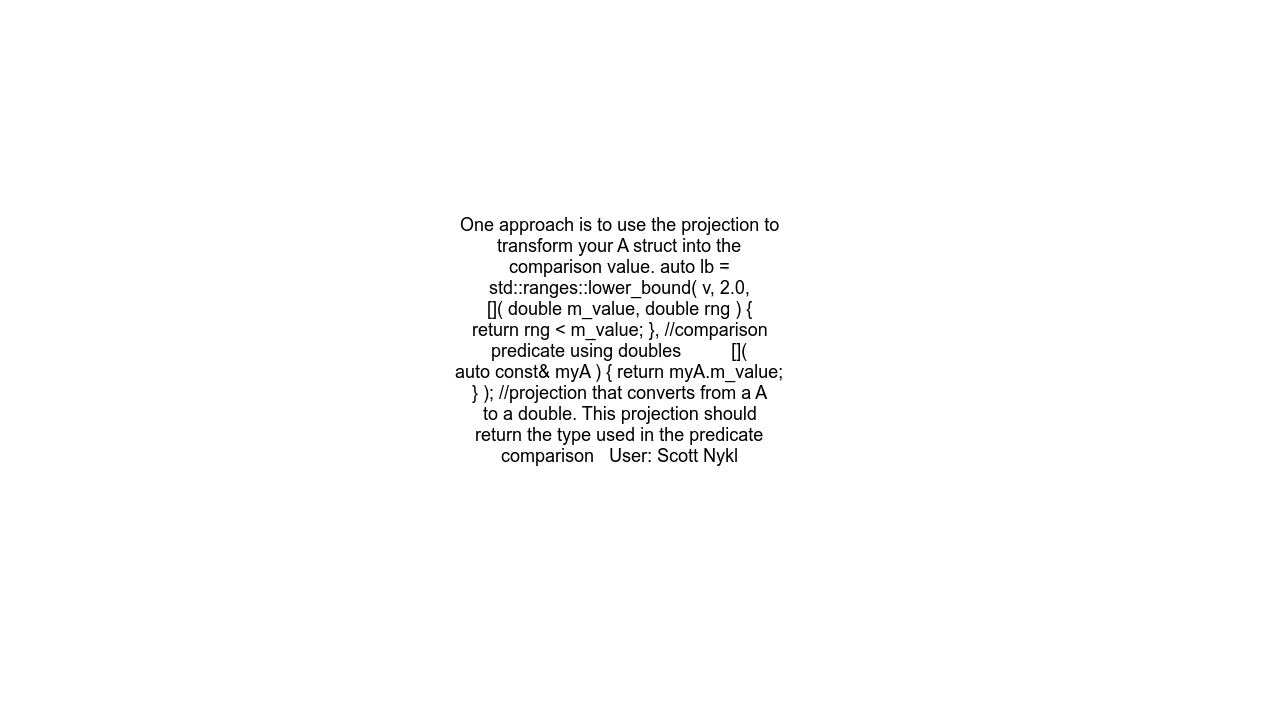 One approach is to use the projection to
transform your A struct into the
comparison value. auto lb =
std::ranges::lower_bound( v, 2.0,
[]( double m_value, double rng ) {
return rng < m_value; }, //comparison
predicate using doubles          [](
auto const& myA ) { return myA.m_value;
} ); //projection that converts from a A
to a double. This projection should
return the type used in the predicate
comparison   User: Scott Nykl